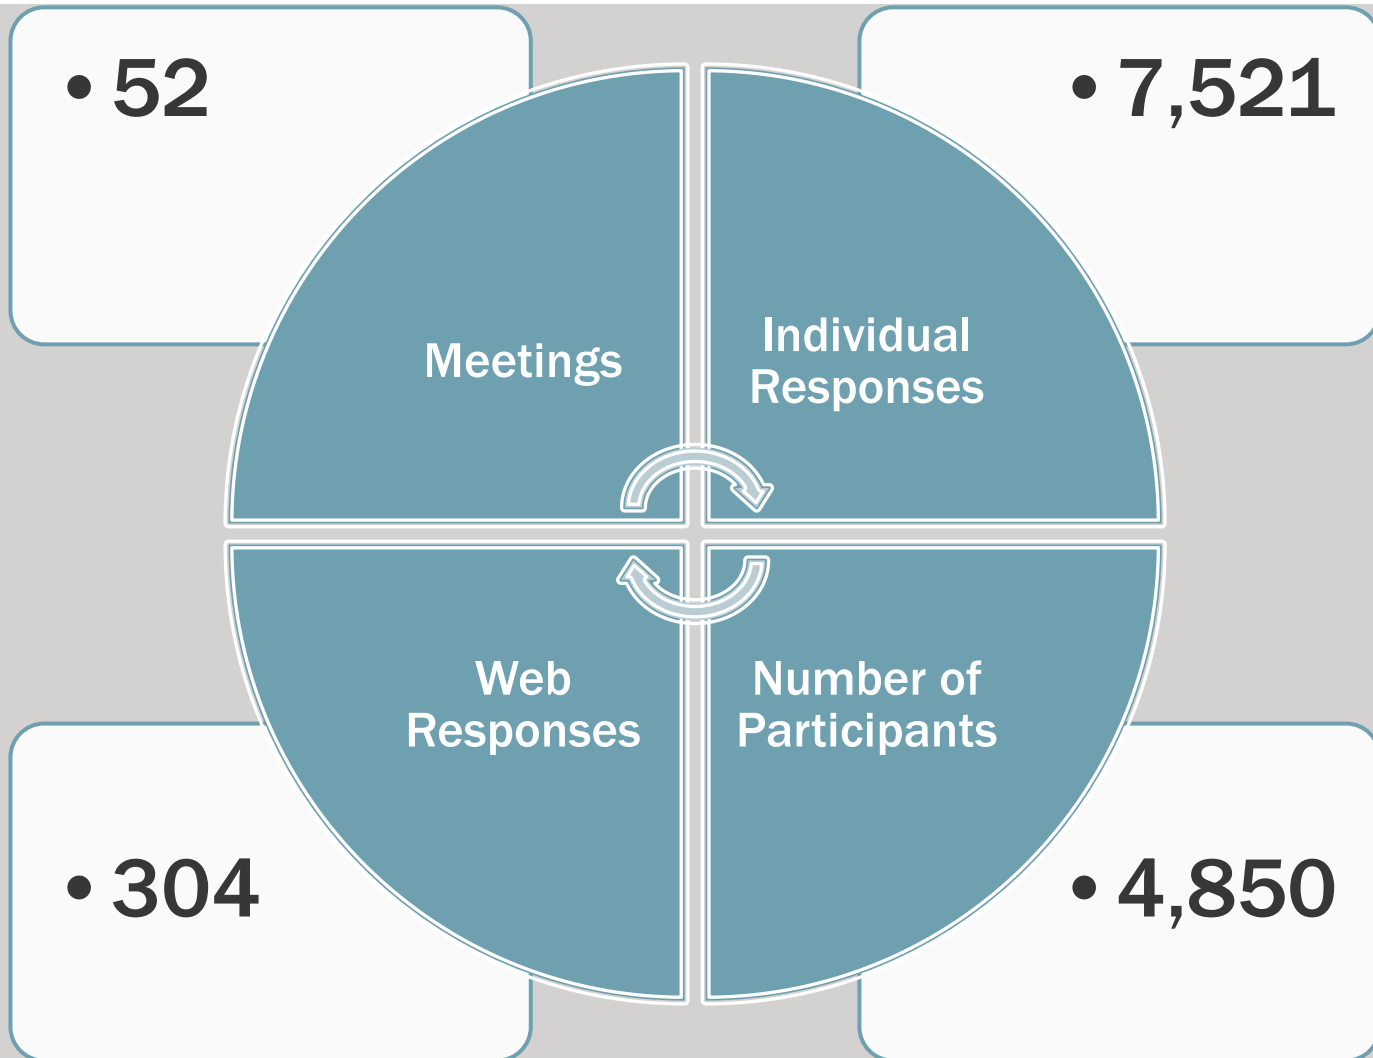 • 52
• 7,521
Meetings
Individual
Responses
Web
Responses
Number of
Participants
• 304
• 4,850